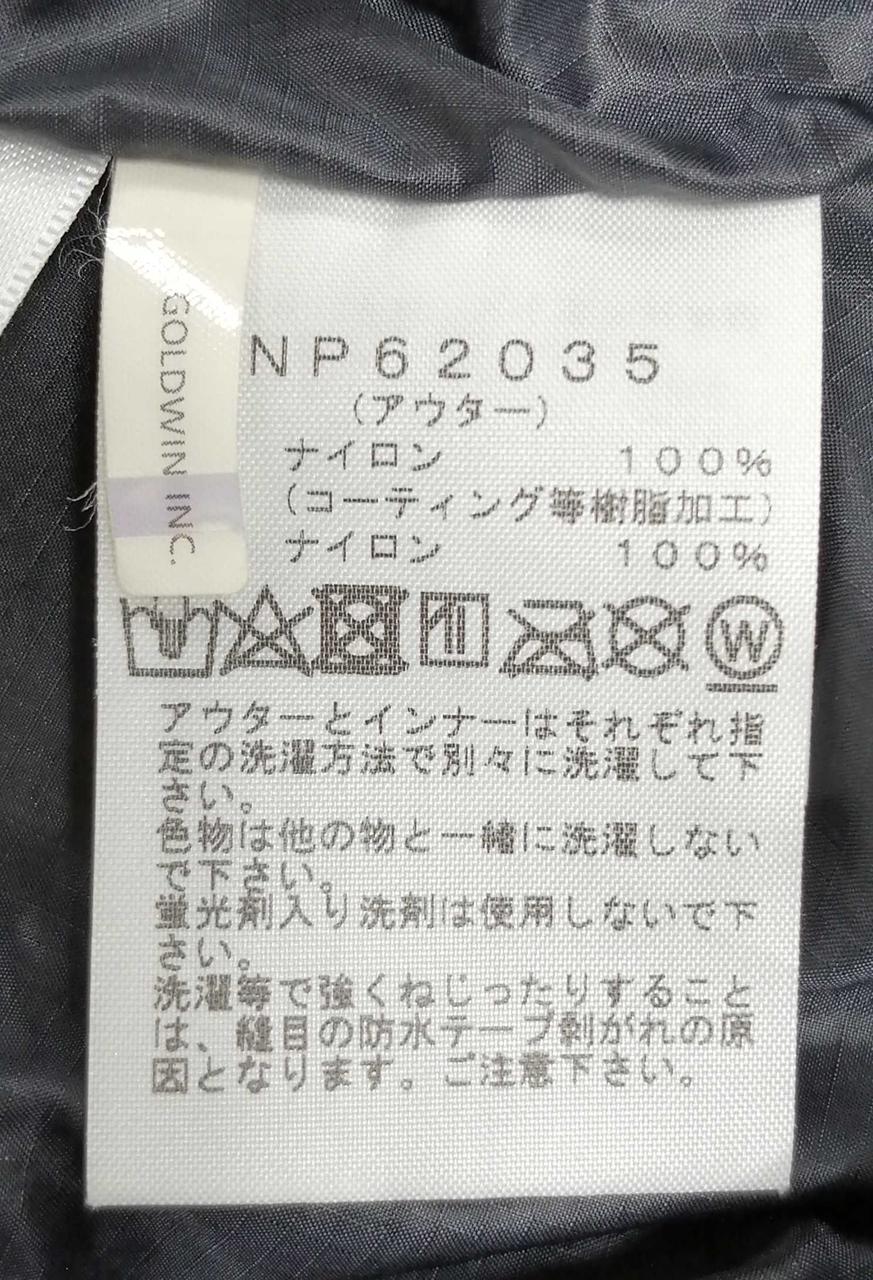 GOLDWIN INC.
NP62035
(アウター)
ナイロン 100%
(コーティング等樹脂加工)
ナイロン 100%
W
アウターとインナーはそれぞれ指
定の洗濯方法で別々に洗濯して下
さい。
色物は他の物と一緒に洗濯しない
で下さい。
蛍光剤入り洗剤は使用しないで下
さい。
洗濯等で強くねじったりすること
は、縫目の防水テープ剥がれの原
因となります。ご注意下さい。